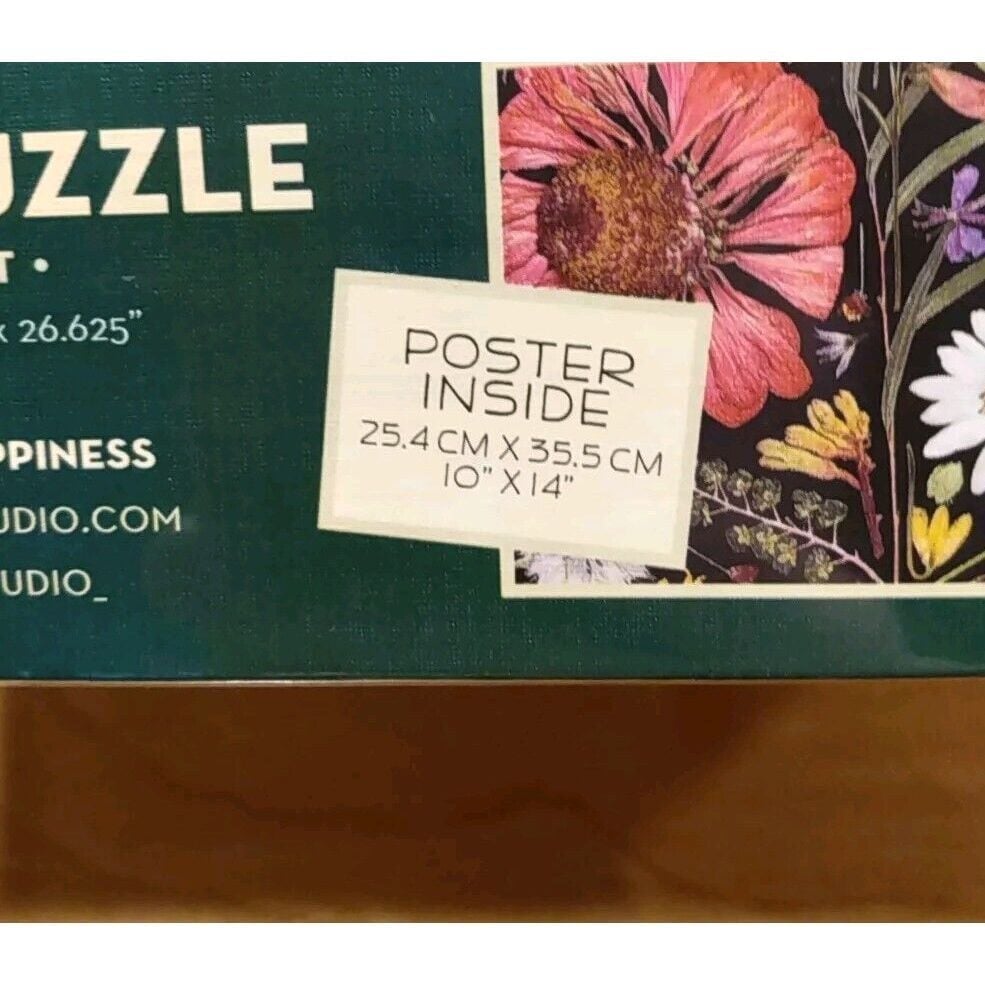 UZZLE
T •
x 26.625"
PPINESS
UDIO.COM
UDIO_
POSTER
INSIDE
25.4 CM X 35.5 CM
10" X 14"